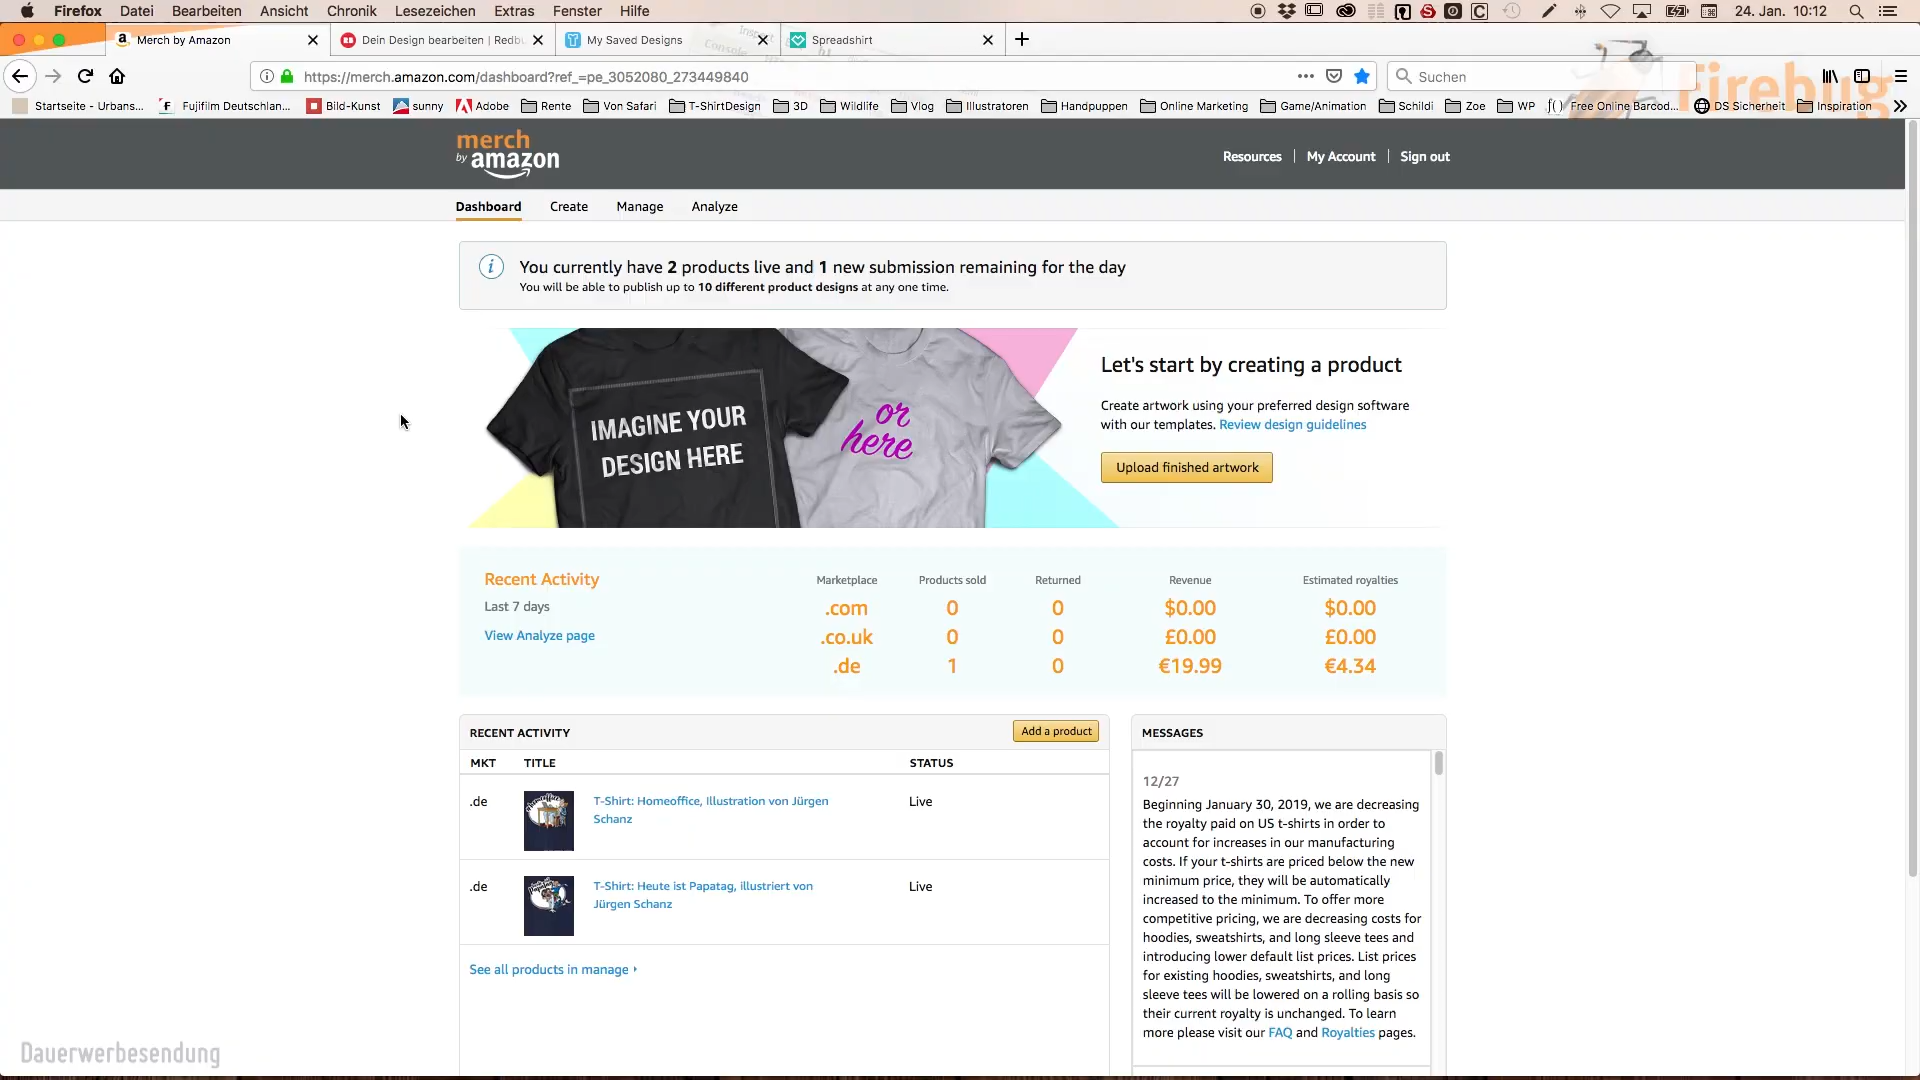 Firefox Datei Bearbeiten Ansicht Chronik Lesezeichen Extras Fenster Hilfe
24. Jan. 10:12
Merch by Amazon
Dein Design bearbeiten | Redb
My Saved Designs
Spreadshirt
https://merch.amazon.com/dashboard?ref_=pe_3052080_273449840
Suchen
Firebug
Startseite - Urbans...
Fujifilm Deutschlan...
Bild-Kunst
sunny
Adobe
Rente
Von Safari
T-ShirtDesign
3D
Wildlife
Vlog
Illustratoren
Handpuppen
Online Marketing
Game/Animation
Schildi
Zoe
WP
Free Online Barcod...
DS Sicherheit
Inspiration
merch
by amazon
Resources
My Account
Sign out
Dashboard
Create
Manage
Analyze
You currently have 2 products live and 1 new submission remaining for the day
You will be able to publish up to 10 different product designs at any one time.
IMAGINE YOUR
DESIGN HERE
or
here
Let's start by creating a product
Create artwork using your preferred design software
with our templates. Review design guidelines
Upload finished artwork
Recent Activity
Last 7 days
View Analyze page
Marketplace Products sold Returned Revenue Estimated royalties
.com 0 0 $0.00 $0.00
.co.uk 0 0 £0.00 £0.00
.de 1 0 €19.99 €4.34
RECENT ACTIVITY
Add a product
MKT TITLE STATUS
.de T-Shirt: Homeoffice, Illustration von Jürgen Live
Schanz
.de T-Shirt: Heute ist Papatag, illustriert von Live
Jürgen Schanz
See all products in manage
MESSAGES
12/27
Beginning January 30, 2019, we are decreasing
the royalty paid on US t-shirts in order to
account for increases in our manufacturing
costs. If your t-shirts are priced below the new
minimum price, they will be automatically
increased to the minimum. To offer more
competitive pricing, we are decreasing costs for
hoodies, sweatshirts, and long sleeve tees and
introducing lower default list prices. List prices
for existing hoodies, sweatshirts, and long
sleeve tees will be lowered on a rolling basis so
their current royalty is unchanged. To learn
more please visit our FAQ and Royalties pages.
Dauerwerbesendung